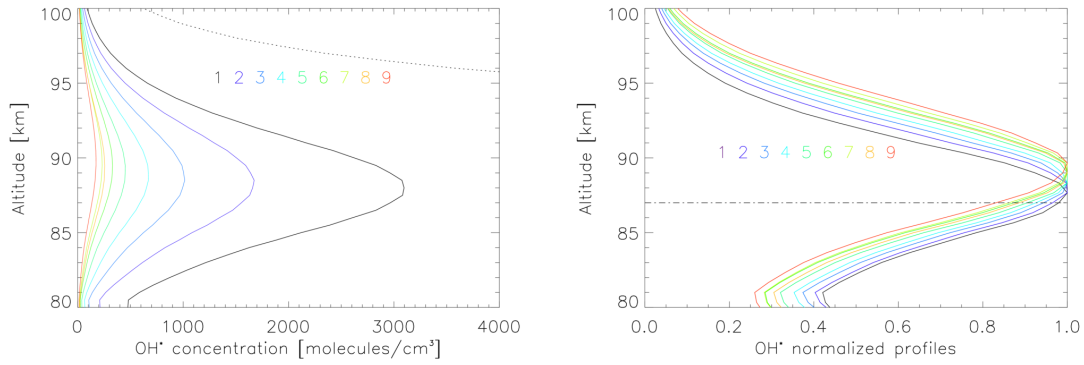 100
95
90
85
80
Altitude [km]
1 2 3 4 5 6 7 8 9
0 1000 2000 3000 4000
OH* concentration [molecules/cm³]
100
95
90
85
80
Altitude [km]
1 2 3 4 5 6 7 8 9
0.0 0.2 0.4 0.6 0.8 1.0
OH* normalized profiles